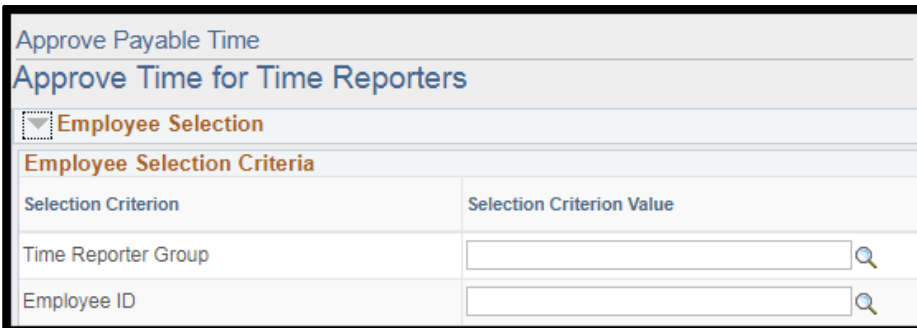 Approve Payable Time
Approve Time for Time Reporters
Employee Selection
Employee Selection Criteria
Selection Criterion Selection Criterion Value
Time Reporter Group
Employee ID